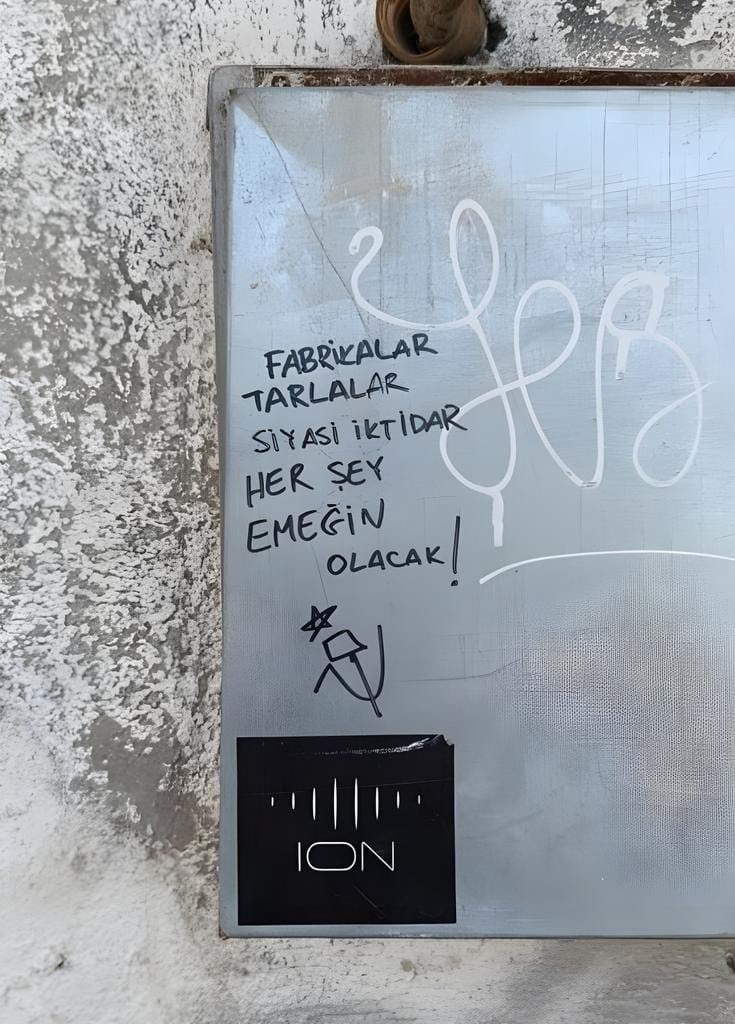 FABRİKALAR
TARLALAR
SİYASİ İKTİDAR
HER ŞEY
EMEĞİN
OLACAK!
ION